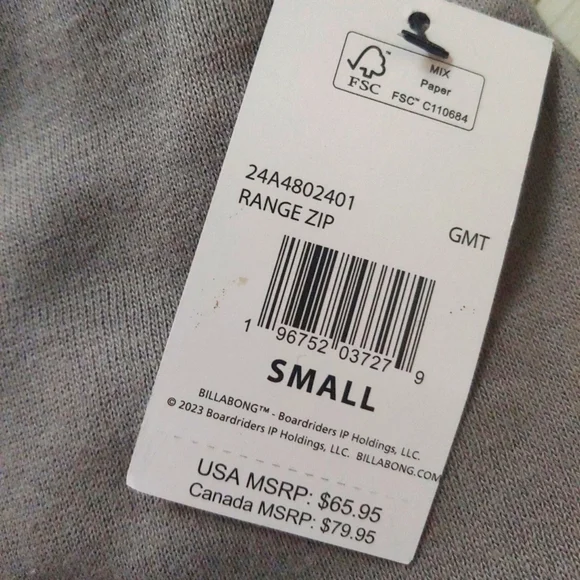 FSC™
MIX
Paper
FSC™ C110684
24A4802401
RANGE ZIP
GMT
1 96752 03727 9
SMALL
BILLABONG™ - Boardriders IP Holdings, LLC.
© 2023 Boardriders IP Holdings, LLC. BILLABONG.COM
USA MSRP: $65.95
Canada MSRP: $79.95